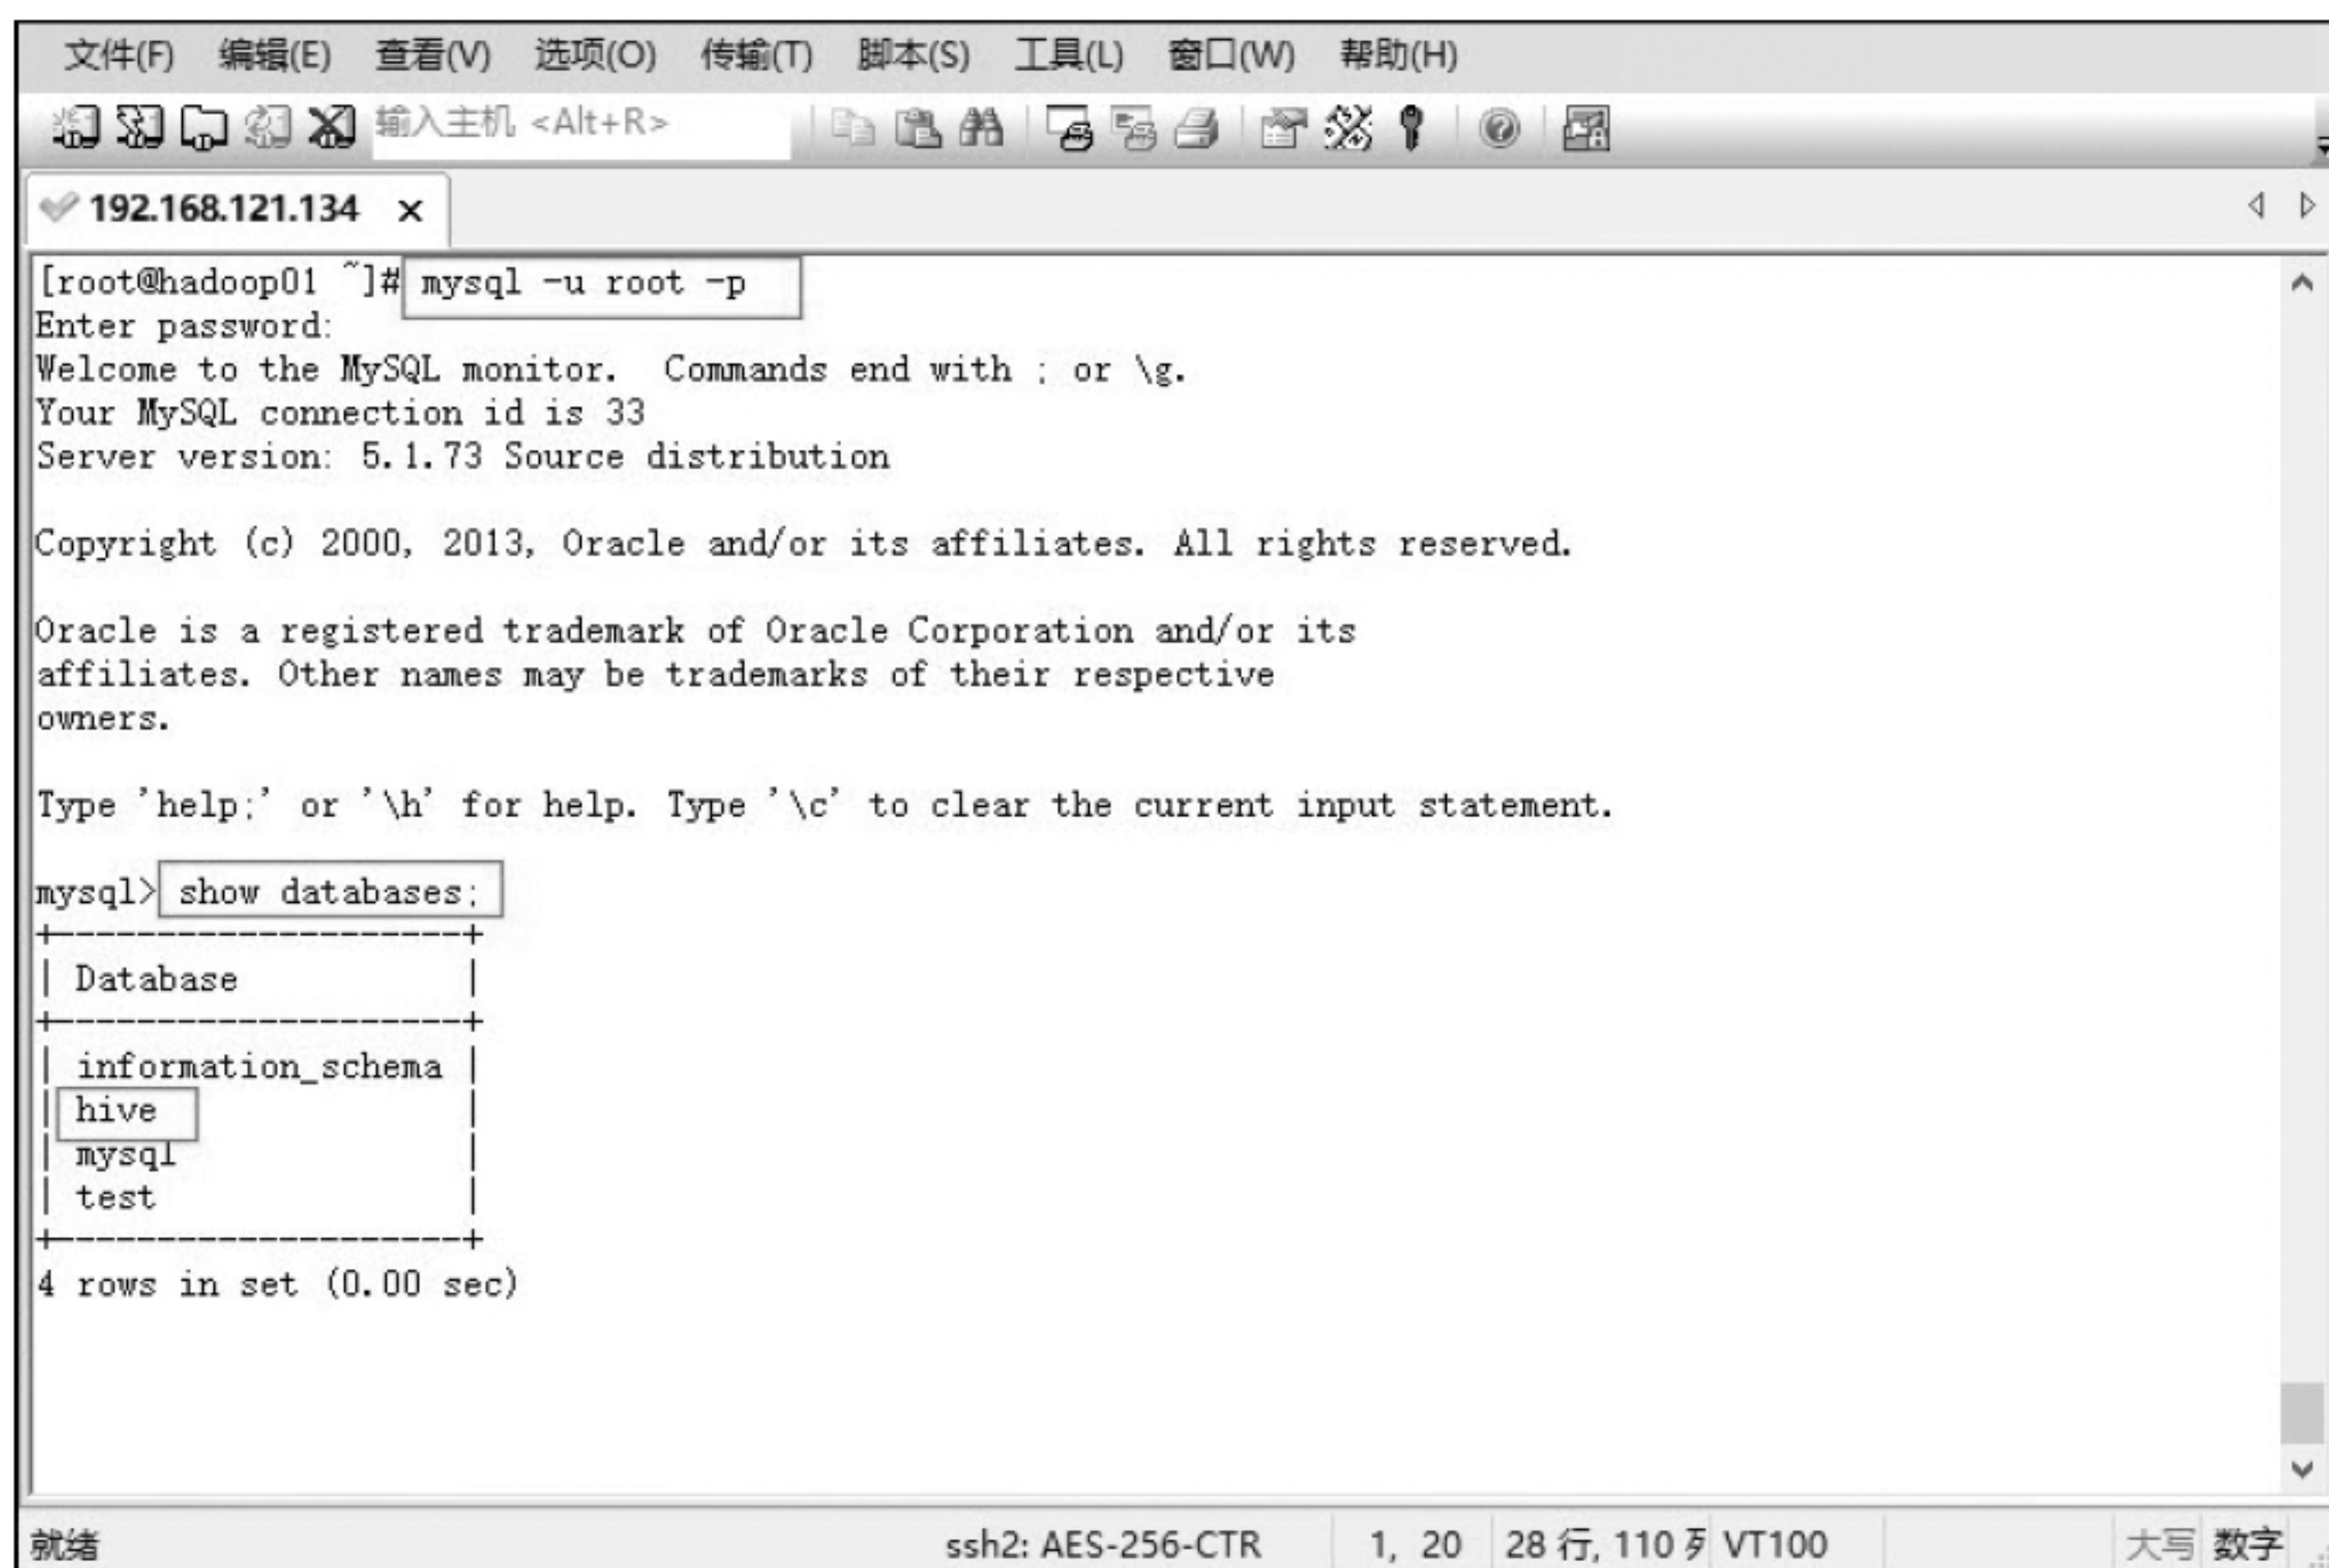 文件(F) 编辑(E) 查看(V) 选项(O) 传输(T) 脚本(S) 工具(L) 窗口(W) 帮助(H)
输入主机 <Alt+R>
192.168.121.134
[root@hadoop01 ~]# mysql -u root -p
Enter password:
Welcome to the MySQL monitor.  Commands end with ; or \g.
Your MySQL connection id is 33
Server version: 5.1.73 Source distribution
Copyright (c) 2000, 2013, Oracle and/or its affiliates. All rights reserved.
Oracle is a registered trademark of Oracle Corporation and/or its
affiliates. Other names may be trademarks of their respective
owners.
Type 'help;' or '\h' for help. Type '\c' to clear the current input statement.
mysql> show databases;
+--------------------+
| Database           |
+--------------------+
| information_schema |
| hive               |
| mysql              |
| test               |
+--------------------+
4 rows in set (0.00 sec)
就绪 ssh2: AES-256-CTR 1, 20 28 行, 110 列 VT100 大写 数字